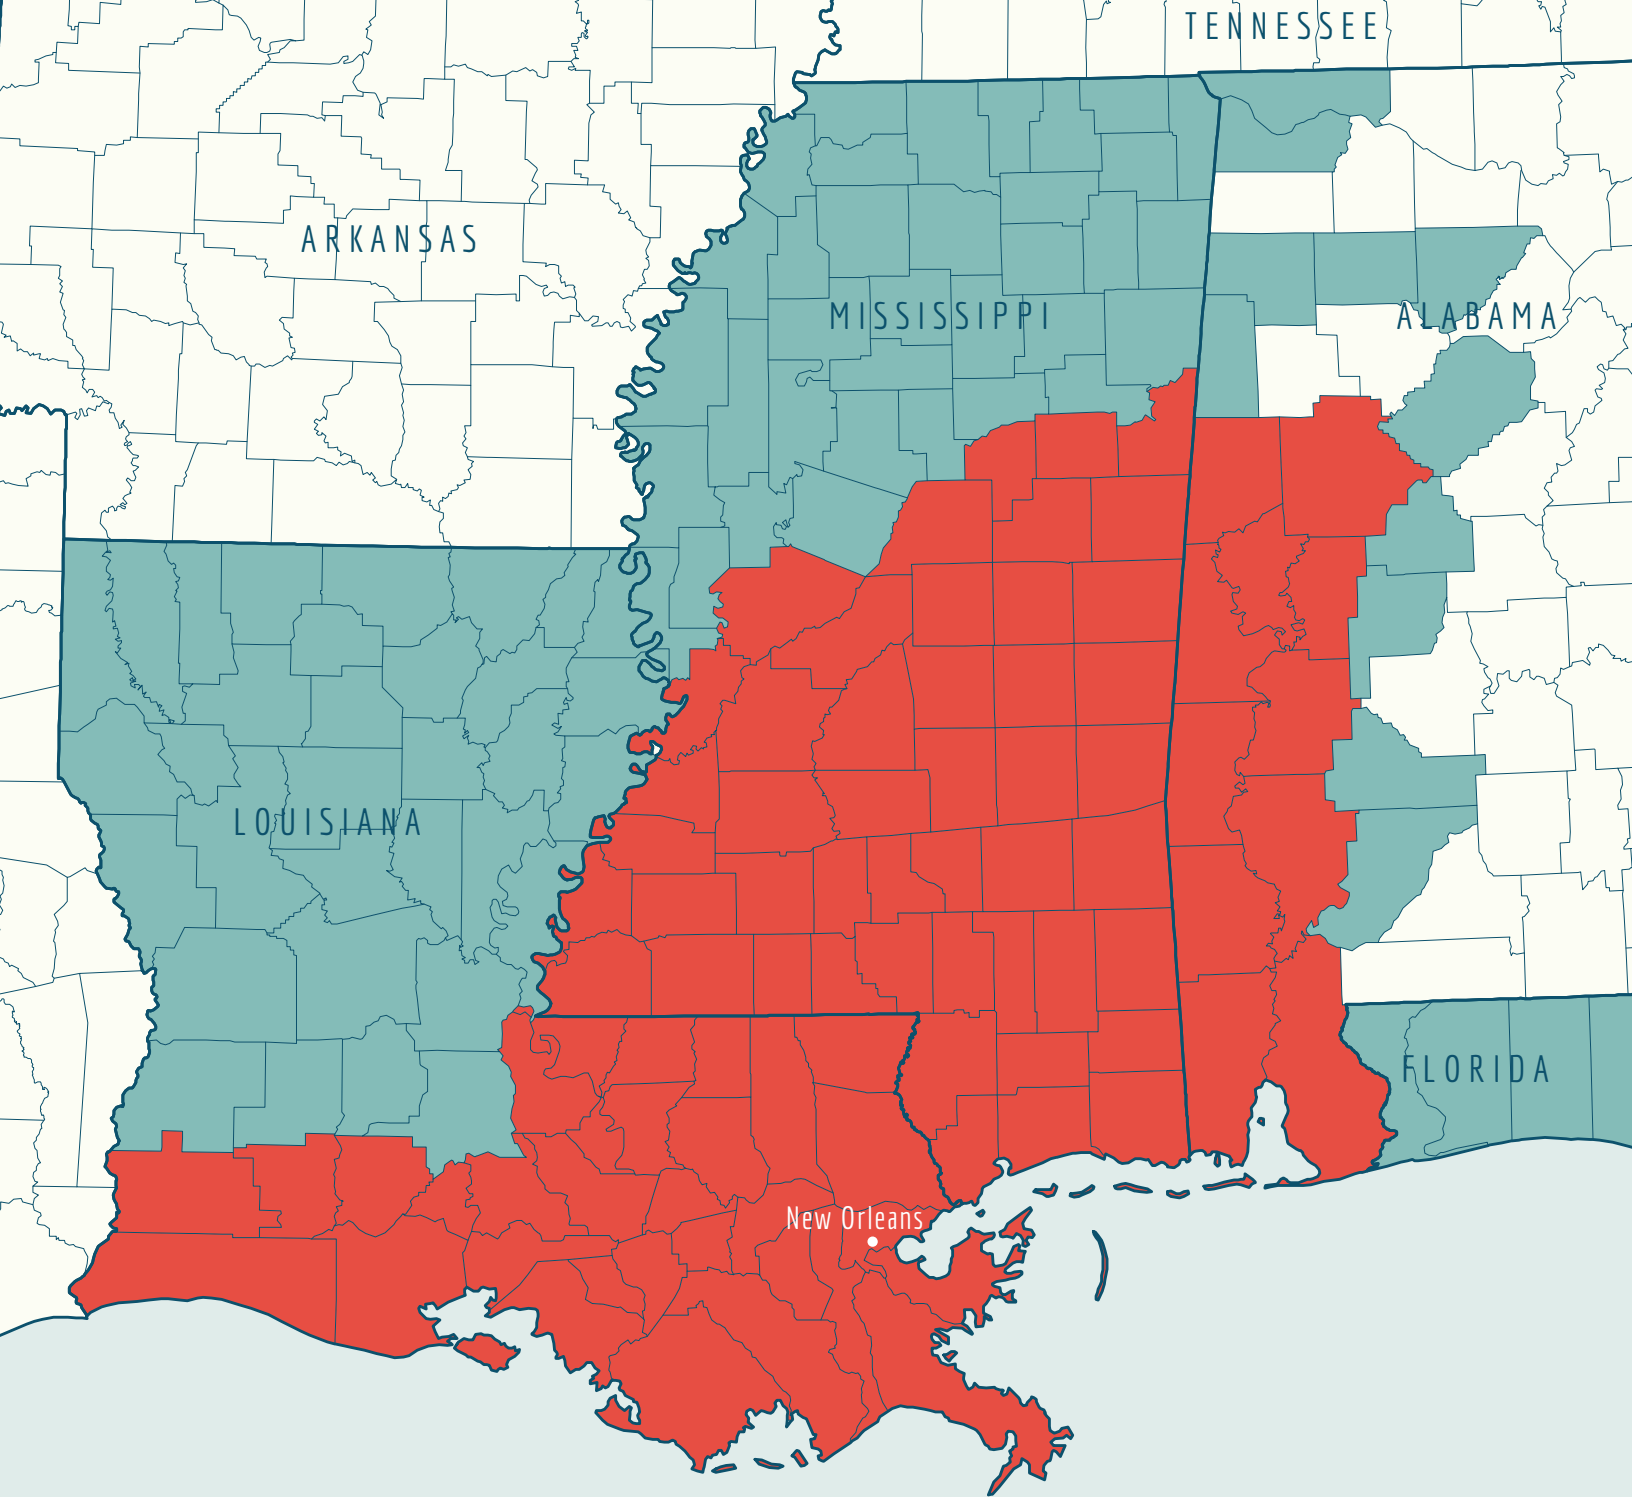 TENNESSEE
ARKANSAS
MISSISSIPPI
ALABAMA
LOUISIANA
FLORIDA
New Orleans